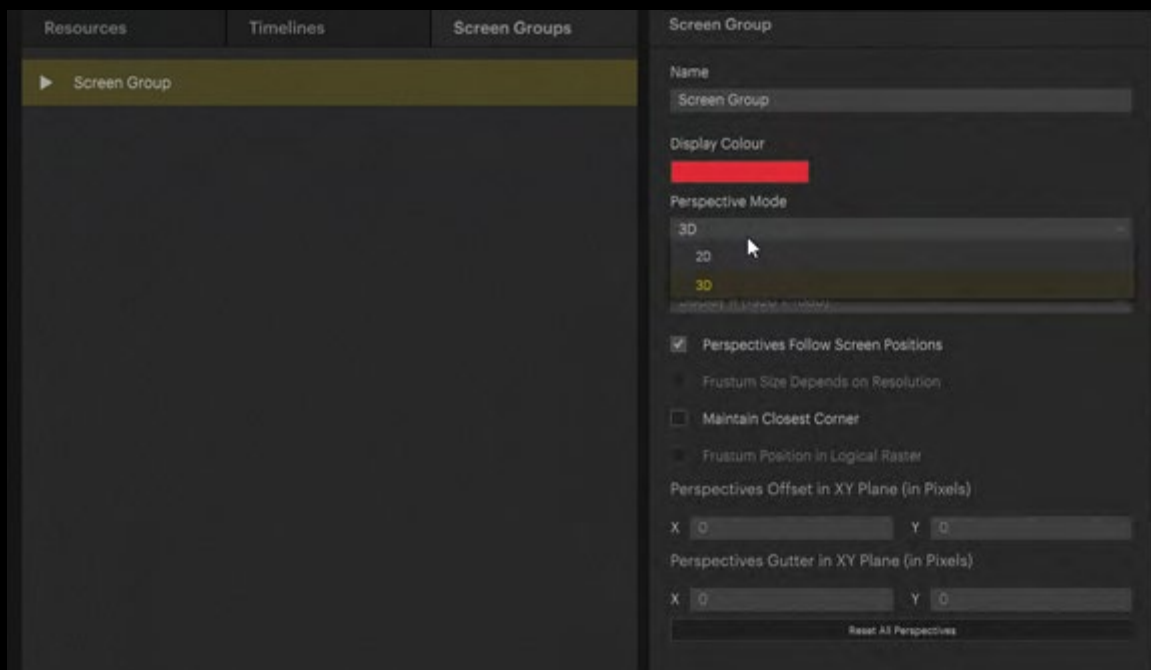 Resources Timelines Screen Groups
Screen Group
Screen Group
Name
Screen Group
Display Colour
Perspective Mode
3D
2D
3D
Perspectives Follow Screen Positions
Frustum Size Depends on Resolution
Maintain Closest Corner
Frustum Position in Logical Raster
Perspectives Offset in XY Plane (in Pixels)
X 0 Y 0
Perspectives Gutter in XY Plane (in Pixels)
X 0 Y 0
Reset All Perspectives